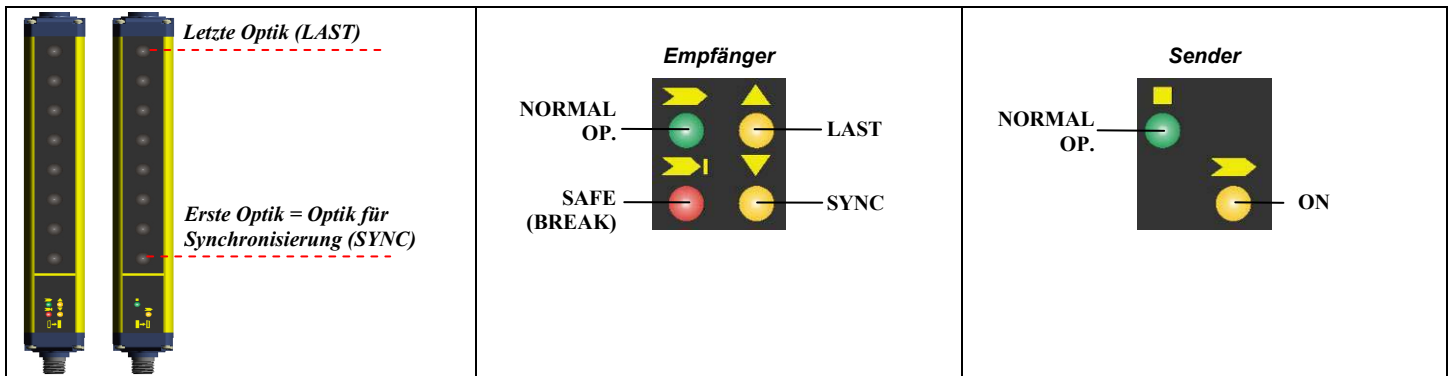 Letzte Optik (LAST)
Erste Optik = Optik für
Synchronisierung (SYNC)
Empfänger
NORMAL
OP.
LAST
SAFE
(BREAK)
SYNC
Sender
NORMAL
OP.
ON